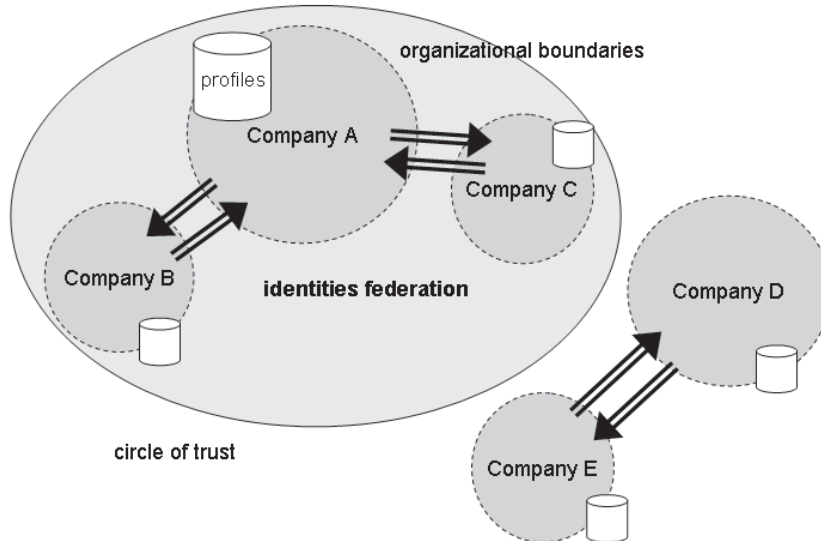 organizational boundaries
profiles
Company A
Company C
Company B
identities federation
Company D
circle of trust
Company E